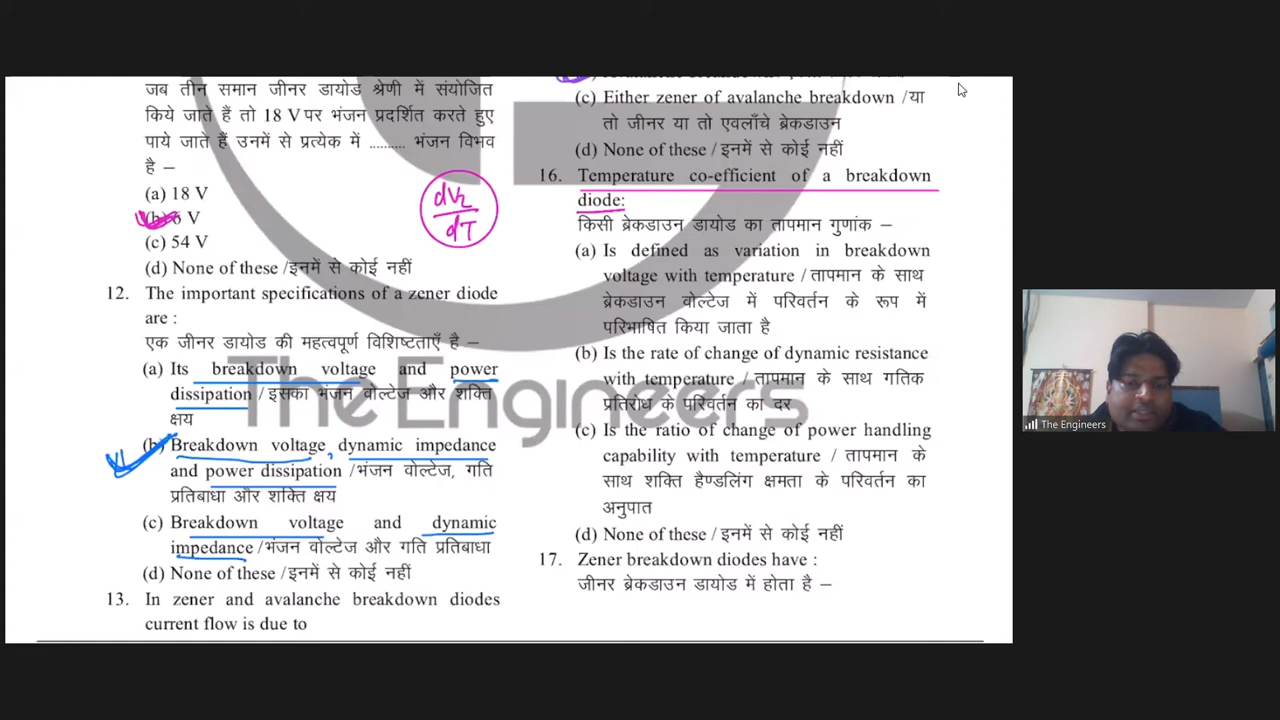 जब तीन समान जीनर डायोड श्रेणी में संयोजित
किये जाते हैं तो 18 V पर भंजन प्रदर्शित करते हुए
पाये जाते हैं उनमें से प्रत्येक में .......... भंजन विभव
है –
(a) 18 V
(b) 6 V
(c) 54 V
(d) None of these /इनमें से कोई नहीं
dVz
dT
12. The important specifications of a zener diode
are :
एक जीनर डायोड की महत्वपूर्ण विशिष्टताएँ है –
(a) Its breakdown voltage and power
dissipation / इसका भंजन वोल्टेज और शक्ति
क्षय
(b) Breakdown voltage, dynamic impedance
and power dissipation /भंजन वोल्टेज, गति
प्रतिबाधा और शक्ति क्षय
(c) Breakdown voltage and dynamic
impedance /भंजन वोल्टेज और गति प्रतिबाधा
(d) None of these /इनमें से कोई नहीं
13. In zener and avalanche breakdown diodes
current flow is due to
(c) Either zener of avalanche breakdown /या
तो जीनर या तो एवलाँचे ब्रेकडाउन
(d) None of these / इनमें से कोई नहीं
16. Temperature co-efficient of a breakdown
diode:
किसी ब्रेकडाउन डायोड का तापमान गुणांक –
(a) Is defined as variation in breakdown
voltage with temperature / तापमान के साथ
ब्रेकडाउन वोल्टेज में परिवर्तन के रूप में
परिभाषित किया जाता है
(b) Is the rate of change of dynamic resistance
with temperature / तापमान के साथ गतिक
प्रतिरोध के परिवर्तन का दर
(c) Is the ratio of change of power handling
capability with temperature / तापमान के
साथ शक्ति हैण्डलिंग क्षमता के परिवर्तन का
अनुपात
(d) None of these / इनमें से कोई नहीं
17. Zener breakdown diodes have :
जीनर ब्रेकडाउन डायोड में होता है –
The Engineers
The Engineers